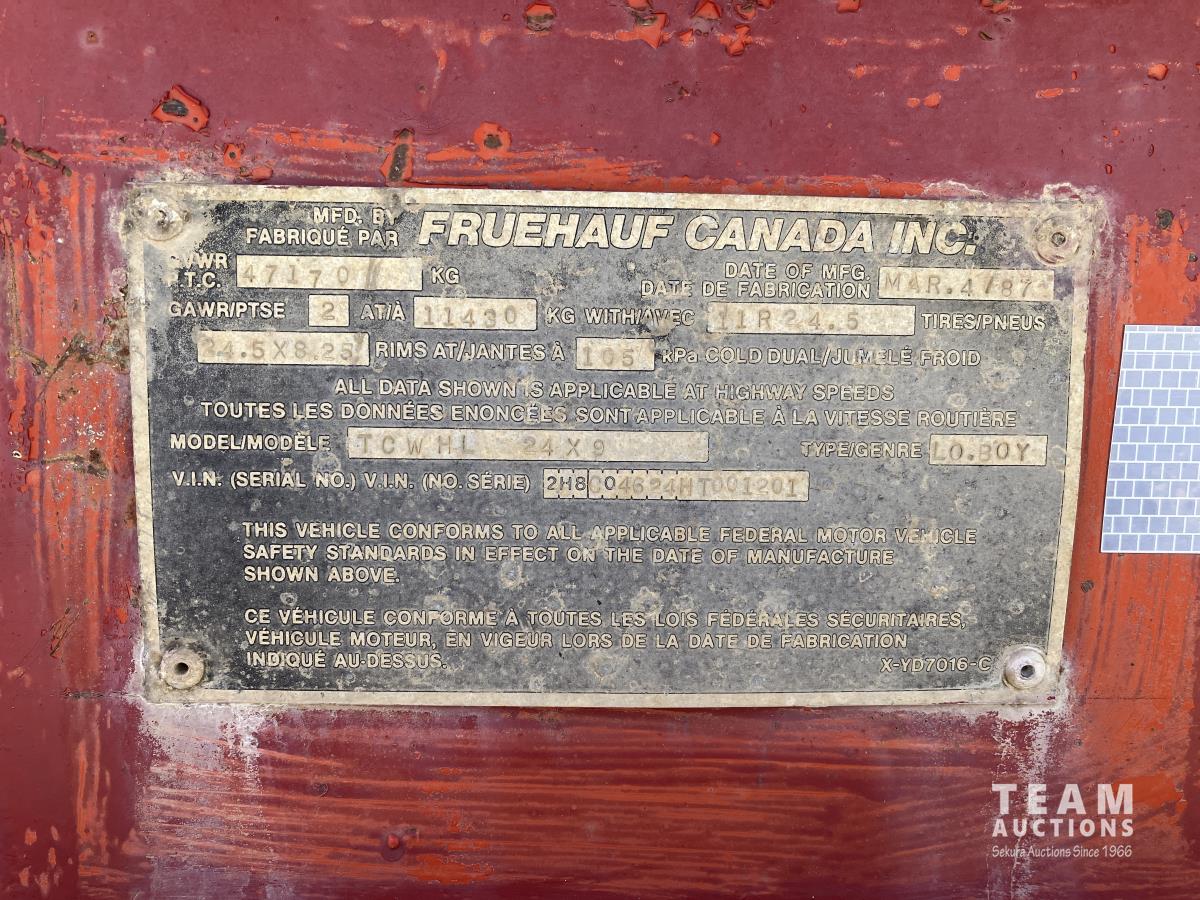 MFD. BY
FABRIQUÉ PAR FRUEHAUF CANADA INC.
KG DATE OF MFG.
.T.C. 47170 DATE DE FABRICATION MAR.4/87
GAWR/PTSE 2 AT/À 11430 KG WITH/AVEC 11R24.5 TIRES/PNEUS
24.5X8.25 RIMS AT/JANTES À 105 kPa COLD DUAL/JUMELÉ FROID
ALL DATA SHOWN IS APPLICABLE AT HIGHWAY SPEEDS
TOUTES LES DONNÉES ENONCÉES SONT APPLICABLE À LA VITESSE ROUTIÈRE
MODEL/MODÈLE TCWHL 24X9 TYPE/GENRE LO.BOY
V.I.N. (SERIAL NO.) V.I.N. (NO. SÉRIE) 2H8C04624HT001201
THIS VEHICLE CONFORMS TO ALL APPLICABLE FEDERAL MOTOR VEHICLE
SAFETY STANDARDS IN EFFECT ON THE DATE OF MANUFACTURE
SHOWN ABOVE.
CE VÉHICULE CONFORME À TOUTES LES LOIS FÉDÉRALES SÉCURITAIRES,
VÉHICULE MOTEUR, EN VIGEUR LORS DE LA DATE DE FABRICATION
INDIQUÉ AU-DESSUS. X-YD7016-C
TEAM
AUCTIONS
Sekura Auctions Since 1966